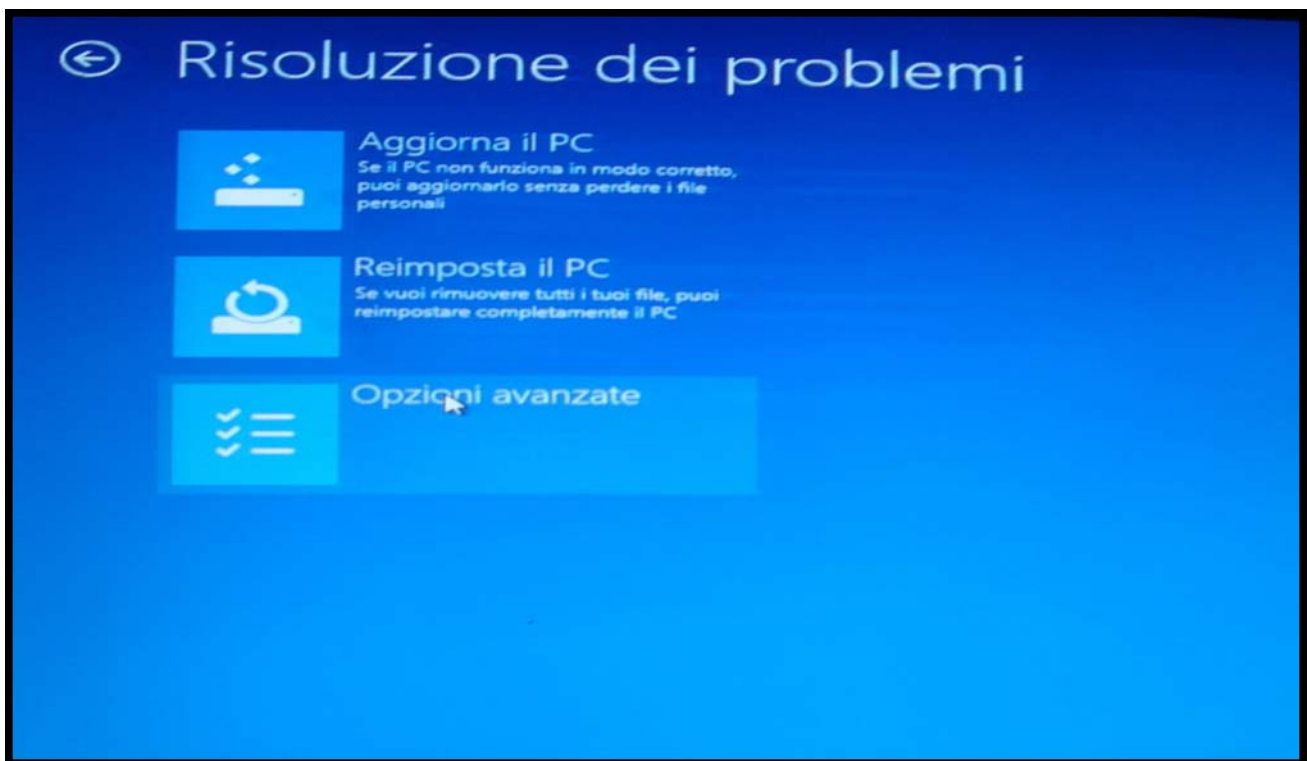 Risoluzione dei problemi
Aggiorna il PC
Se il PC non funziona in modo corretto,
puoi aggiornarlo senza perdere i file
personali
Reimposta il PC
Se vuoi rimuovere tutti i tuoi file, puoi
reimpostare completamente il PC
Opzioni avanzate